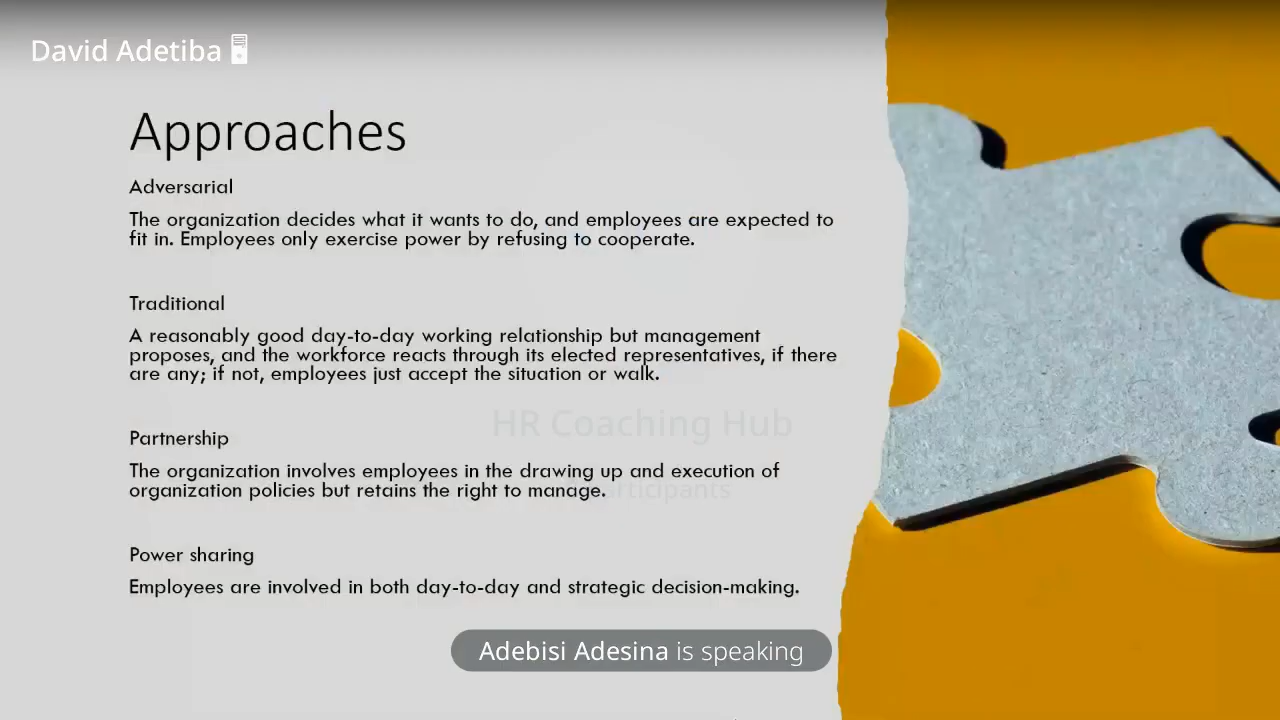 David Adetiba
Approaches
Adversarial
The organization decides what it wants to do, and employees are expected to
fit in. Employees only exercise power by refusing to cooperate.
Traditional
A reasonably good day-to-day working relationship but management
proposes, and the workforce reacts through its elected representatives, if there
are any; if not, employees just accept the situation or walk.
HR Coaching Hub
Partnership
The organization involves employees in the drawing up and execution of
organization policies but retains the right to manage.
participants
Power sharing
Employees are involved in both day-to-day and strategic decision-making.
Adebisi Adesina is speaking